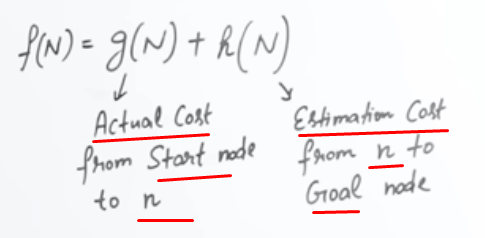 f(N) = g(N) + h(N)
Actual Cost
from Start node
to n
Estimation Cost
from n to
Goal node